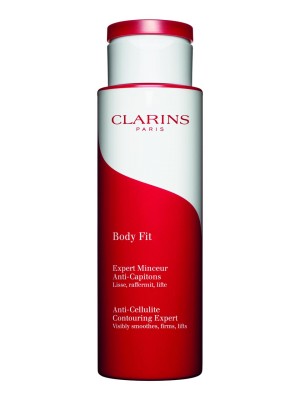 CLARINS
PARIS
Body Fit
Expert Minceur
Anti-Capitons
Lisse, raffermit, lifte
Anti-Cellulite
Contouring Expert
Visibly smoothes, firms, lifts